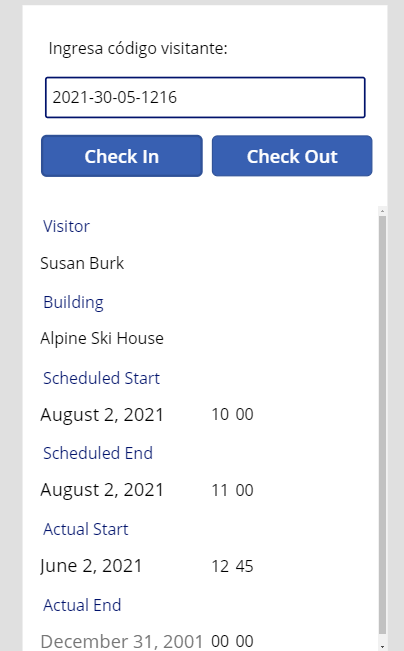 Ingresa código visitante:
2021-30-05-1216
Check In Check Out
Visitor
Susan Burk
Building
Alpine Ski House
Scheduled Start
August 2, 2021 10 00
Scheduled End
August 2, 2021 11 00
Actual Start
June 2, 2021 12 45
Actual End
December 31, 2001 00 00